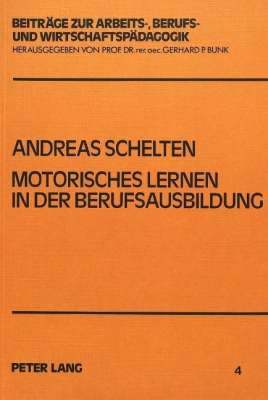 BEITRÄGE ZUR ARBEITS-, BERUFS-
UND WIRTSCHAFTSPÄDAGOGIK
HERAUSGEGEBEN VON PROF. DR. rer. oec. GERHARD P. BUNK
ANDREAS SCHELTEN
MOTORISCHES LERNEN
IN DER BERUFSAUSBILDUNG
PETER LANG
4